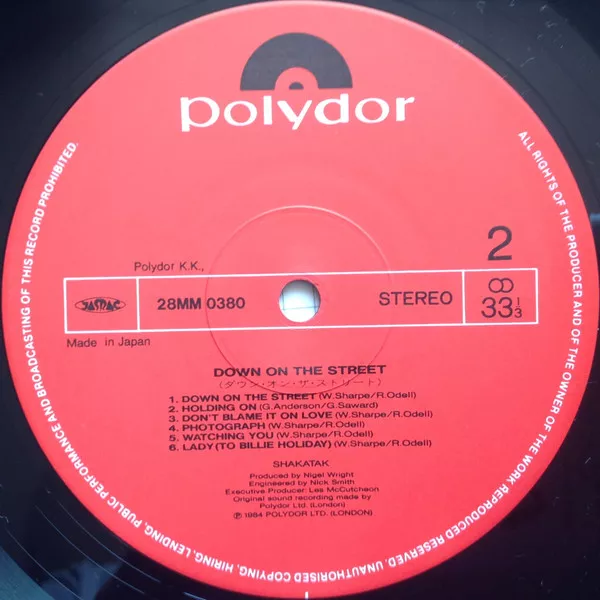 polydor
2
Polydor K.K.,
JASRAC
28MM 0380
STEREO
33 1/3
Made in Japan
DOWN ON THE STREET
(ダウン・オン・ザ・ストリート)
1. DOWN ON THE STREET (W.Sharpe/R.Odell)
2. HOLDING ON (G.Anderson/G.Saward)
3. DON'T BLAME IT ON LOVE (W.Sharpe/R.Odell)
4. PHOTOGRAPH (W.Sharpe/R.Odell)
5. WATCHING YOU (W.Sharpe/R.Odell)
6. LADY (TO BILLIE HOLIDAY) (W.Sharpe/R.Odell)
SHAKATAK
Produced by Nigel Wright
Engineered by Nick Smith
Executive Producer: Les McCutcheon
Original sound recording made by
Polydor Ltd. (London)
℗ 1984 POLYDOR LTD. (LONDON)
ALL RIGHTS OF THE PRODUCER AND OF THE OWNER OF THE WORK REPRODUCED RESERVED. UNAUTHORISED COPYING, HIRING, LENDING, PUBLIC PERFORMANCE AND BROADCASTING OF THIS RECORD PROHIBITED.